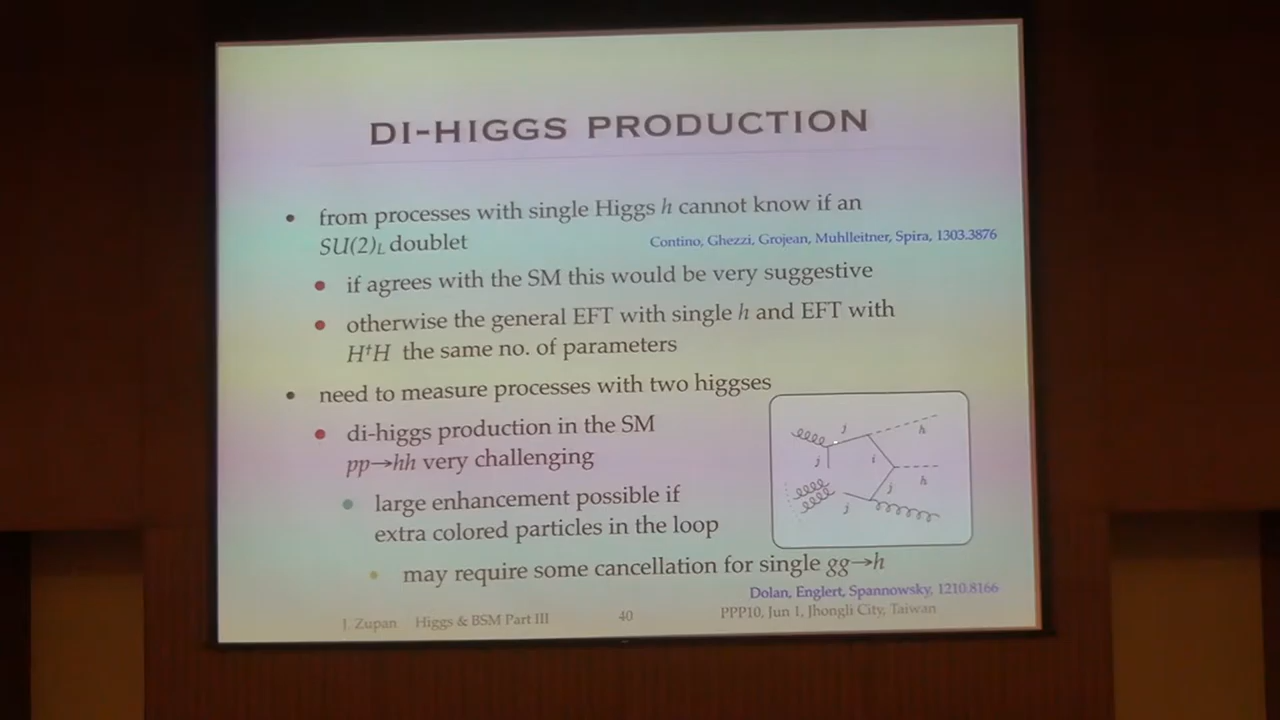 DI-HIGGS PRODUCTION
• from processes with single Higgs h cannot know if an
SU(2)L doublet
Contino, Ghezzi, Grojean, Muhlleitner, Spira, 1303.3876
• if agrees with the SM this would be very suggestive
• otherwise the general EFT with single h and EFT with
H†H the same no. of parameters
• need to measure processes with two higgses
• di-higgs production in the SM
pp→hh very challenging
• large enhancement possible if
extra colored particles in the loop
• may require some cancellation for single gg→h
j
h
j
i
h
j
j
Dolan, Englert, Spannowsky, 1210.8166
J. Zupan Higgs & BSM Part III 40 PPP10, Jun 1, Jhongli City, Taiwan